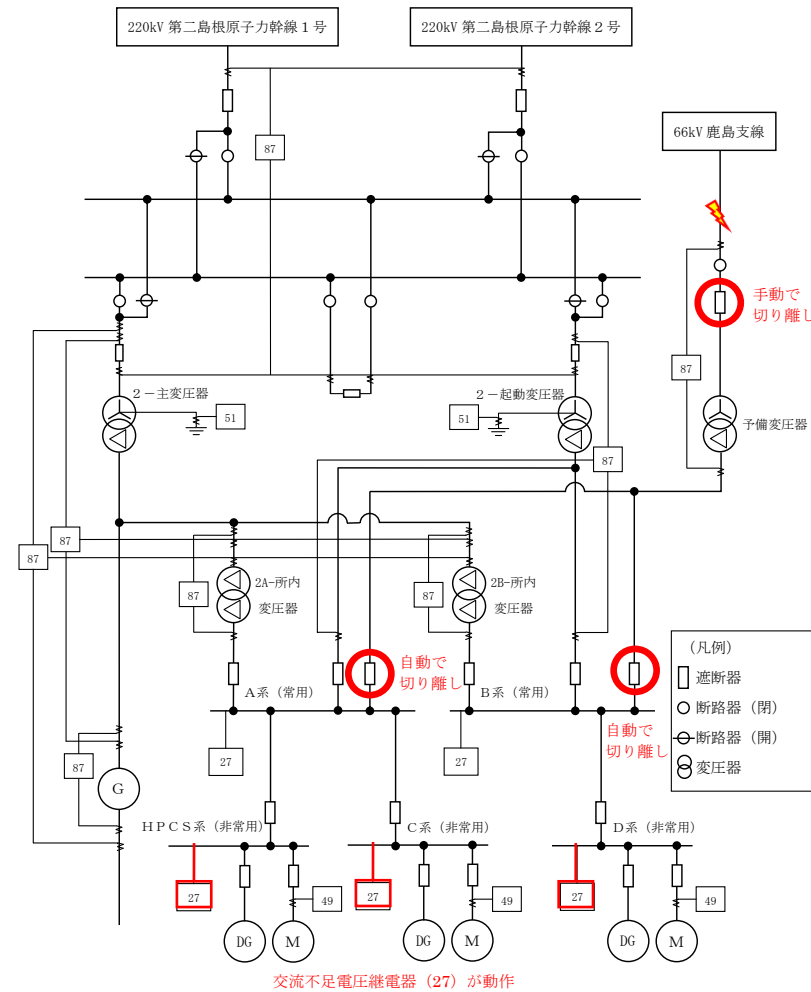 220kV 第二島根原子力幹線1号
220kV 第二島根原子力幹線2号
66kV 鹿島支線
87
手動で
切り離し
87
2-主変圧器
51
2-起動変圧器
51
予備変圧器
87
87
87
2A-所内
変圧器
87
2B-所内
変圧器
87
自動で
切り離し
A系(常用)
B系(常用)
自動で
切り離し
(凡例)
遮断器
断路器(閉)
断路器(開)
変圧器
27
27
87
G
HPCS系(非常用)
C系(非常用)
D系(非常用)
27
49
27
49
27
49
DG
M
DG
M
DG
M
交流不足電圧継電器(27)が動作